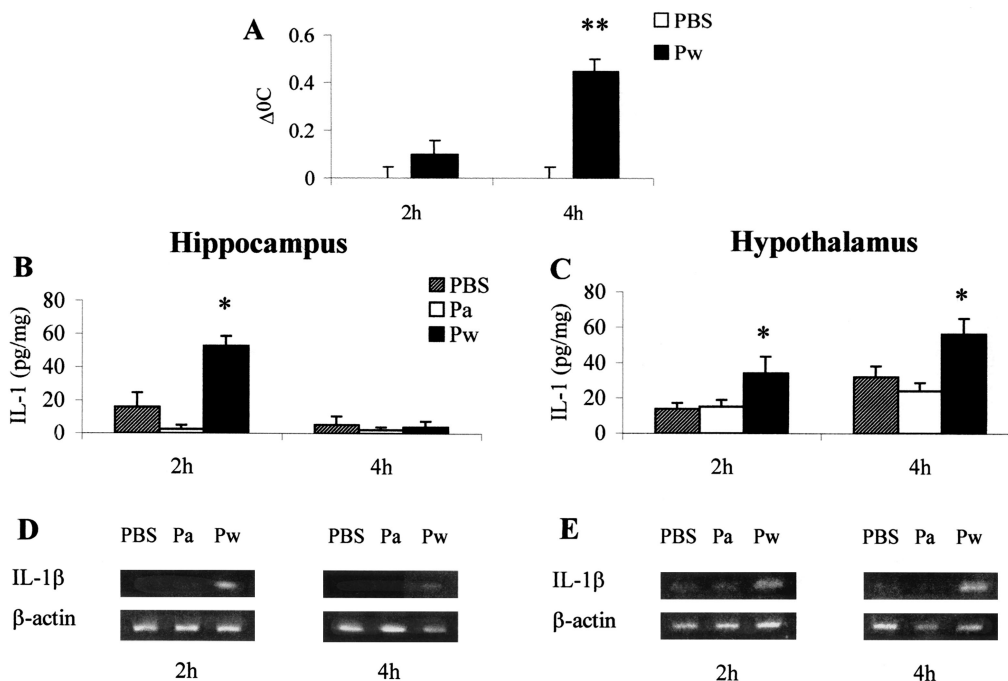 A
**
PBS
Pw
0.6
0.4
0.2
0
Δ0C
2h
4h
Hippocampus
B
PBS
Pa
Pw
IL-1 (pg/mg)
80
60
40
20
0
*
2h
4h
Hypothalamus
C
IL-1 (pg/mg)
80
60
40
20
0
*
*
2h
4h
D
PBS Pa Pw
PBS Pa Pw
IL-1β
β-actin
2h
4h
E
PBS Pa Pw
PBS Pa Pw
IL-1β
β-actin
2h
4h